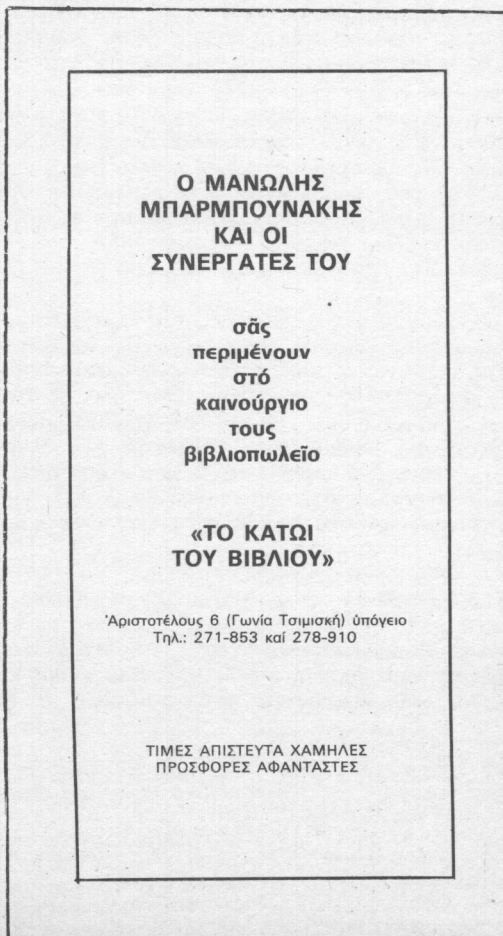 Ο ΜΑΝΩΛΗΣ
ΜΠΑΡΜΠΟΥΝΑΚΗΣ
ΚΑΙ ΟΙ
ΣΥΝΕΡΓΑΤΕΣ ΤΟΥ
σᾶς
περιμένουν
στό
καινούργιο
τους
βιβλιοπωλεῖο
«ΤΟ ΚΑΤΩΙ
ΤΟΥ ΒΙΒΛΙΟΥ»
Ἀριστοτέλους 6 (Γωνία Τσιμισκή) ὑπόγειο
Τηλ.: 271-853 καί 278-910
ΤΙΜΕΣ ΑΠΙΣΤΕΥΤΑ ΧΑΜΗΛΕΣ
ΠΡΟΣΦΟΡΕΣ ΑΦΑΝΤΑΣΤΕΣ